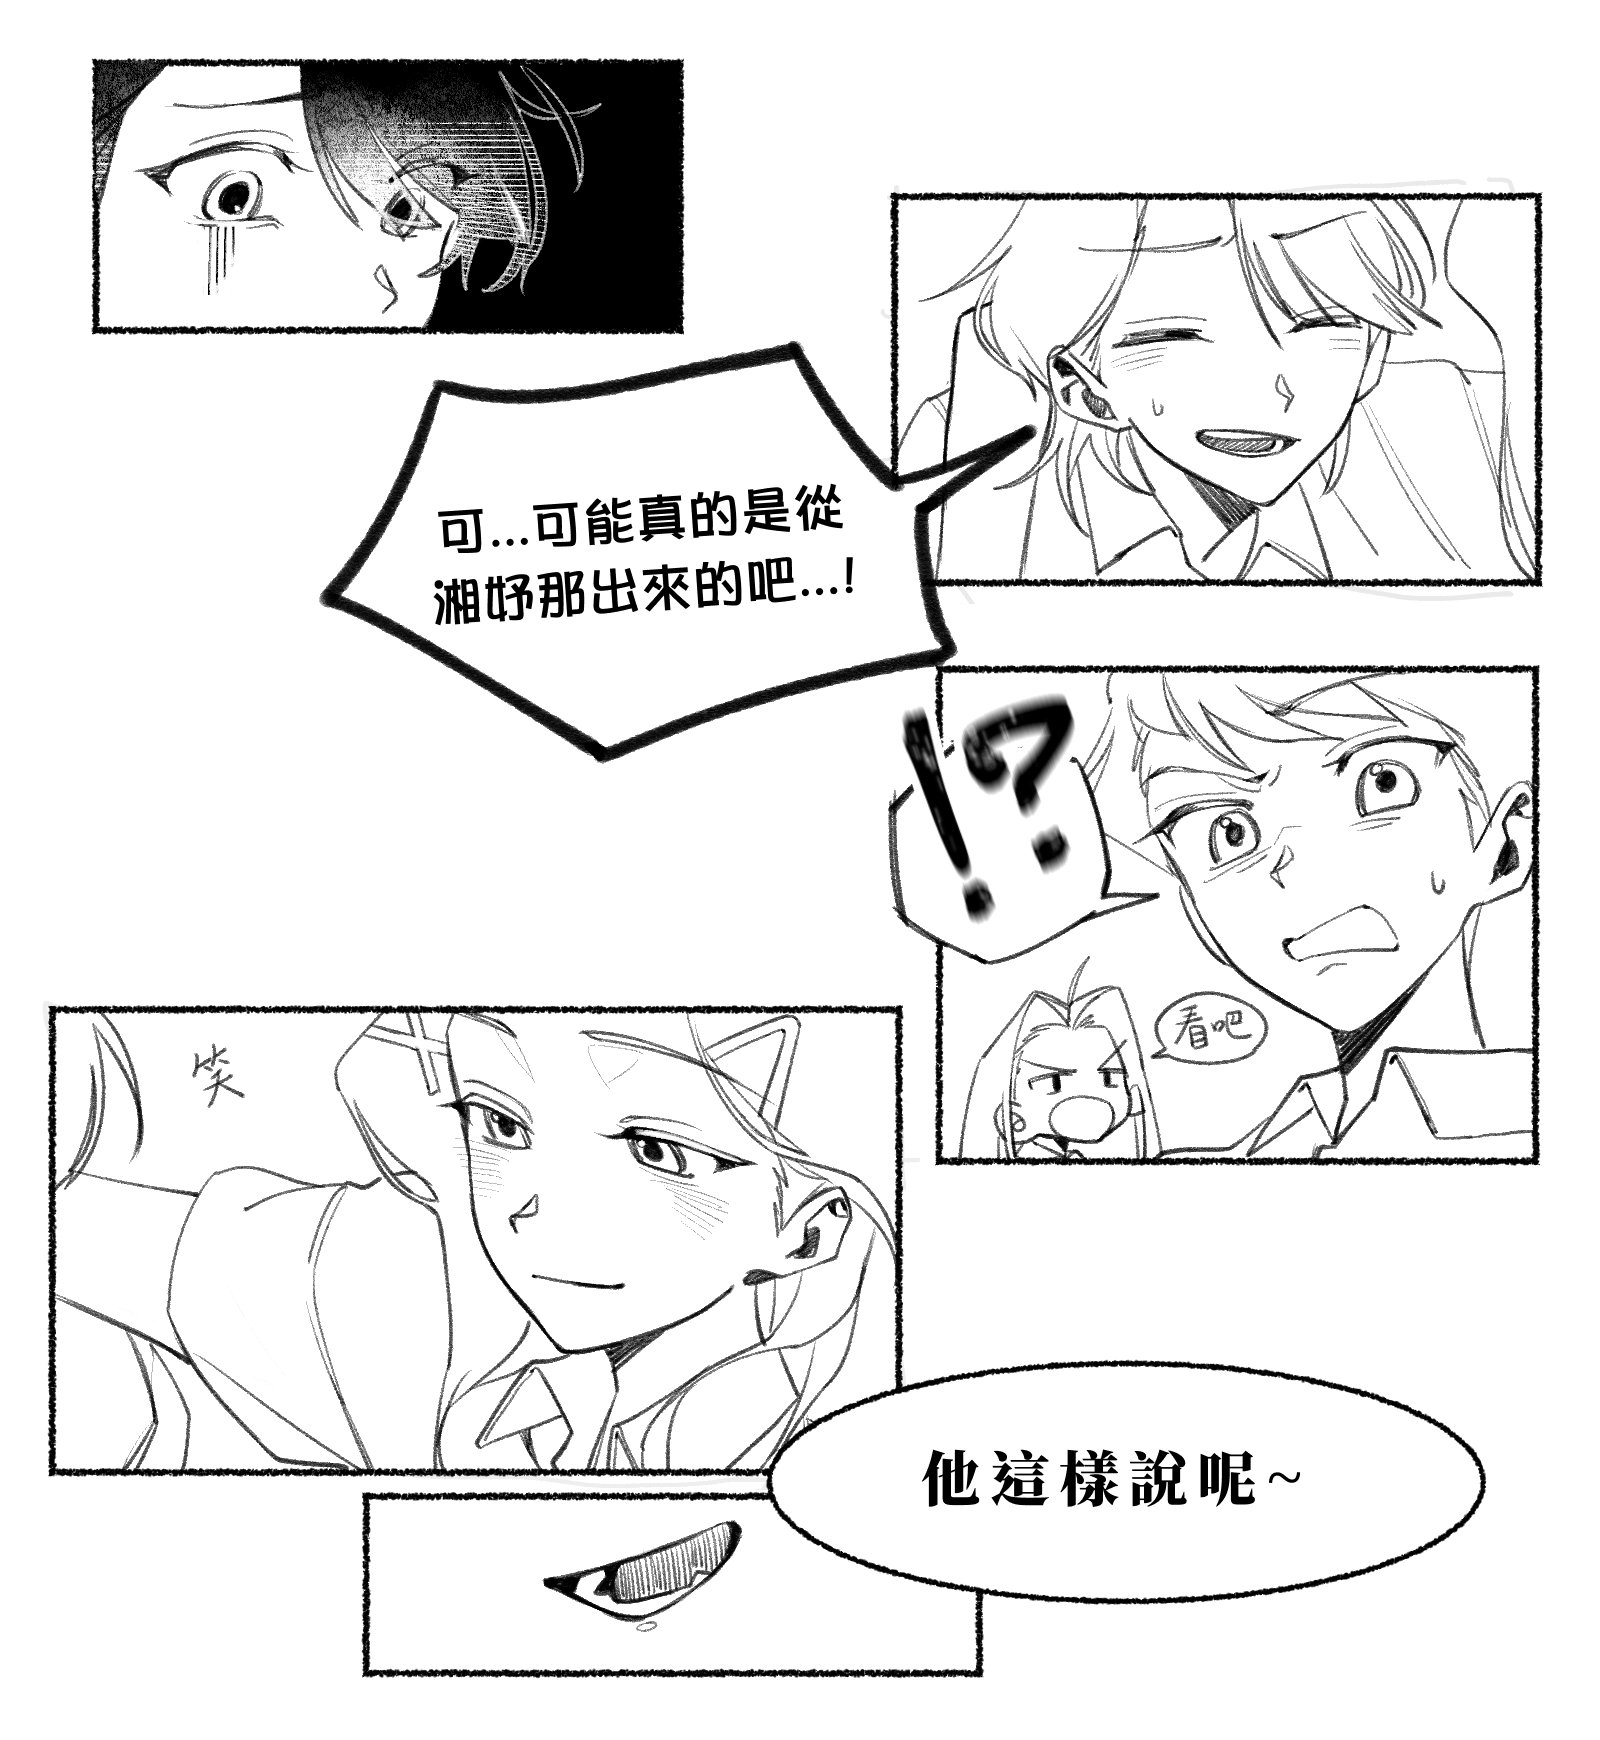 可...可能真的是從
湘妤那出來的吧...!
!?
看吧
笑
他這樣說呢~